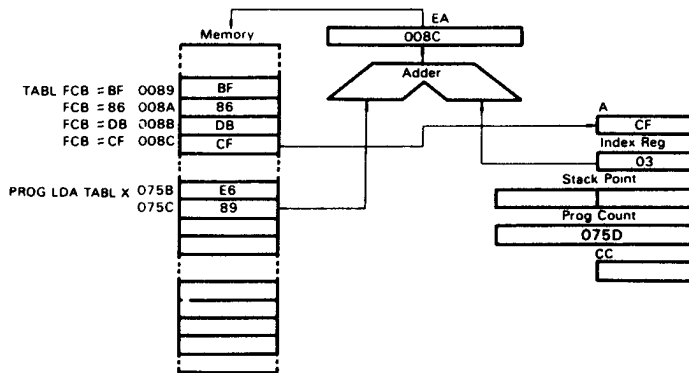 EA
Memory
008C
Adder
TABL FCB = BF 0089 BF
FCB = 86 008A 86
FCB = DB 008B DB
FCB = CF 008C CF
A
CF
Index Reg
03
Stack Point
PROG LDA TABL X 075B E6
075C 89
Prog Count
075D
CC